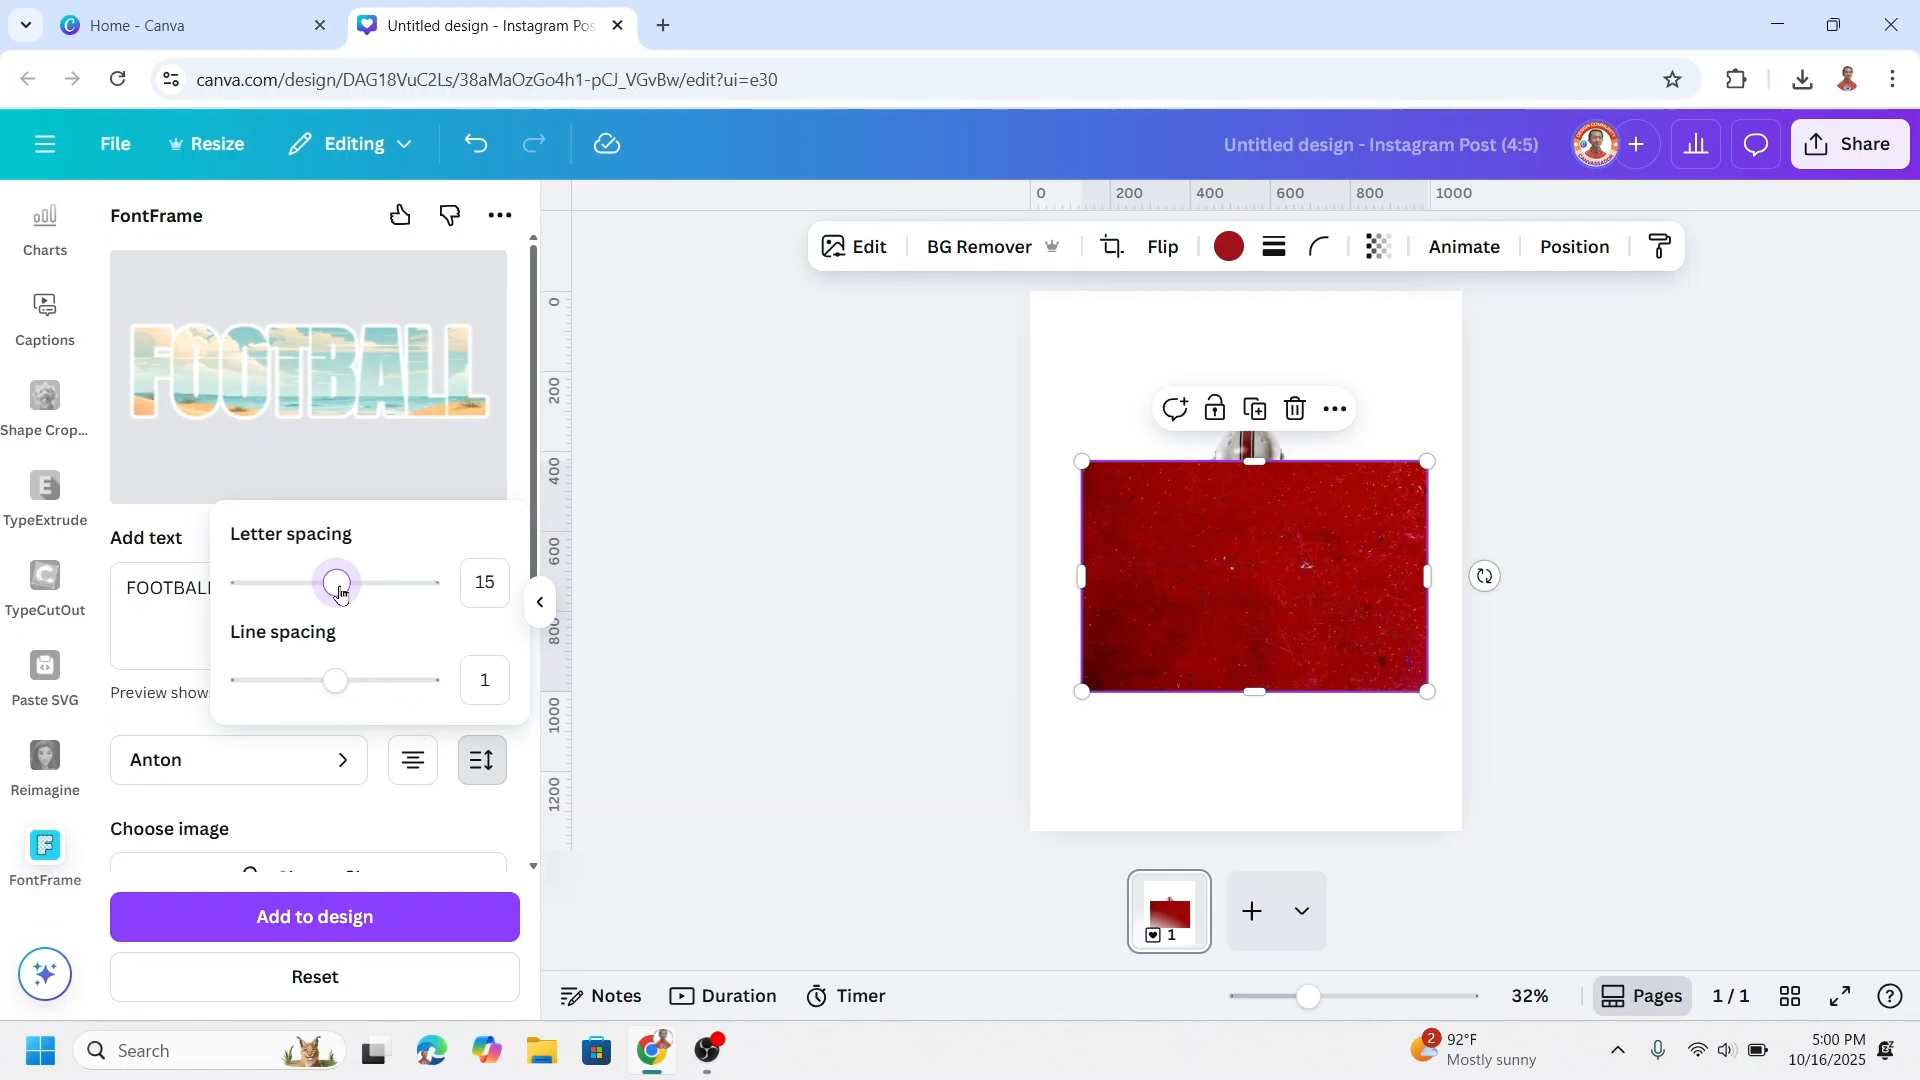 Home - Canva
Untitled design - Instagram Pos
canva.com/design/DAG18VuC2Ls/38aMaOzGo4h1-pCJ_VGvBw/edit?ui=e30
File
Resize
Editing
Untitled design - Instagram Post (4:5)
Share
Charts
Captions
Shape Crop...
TypeExtrude
TypeCutOut
Paste SVG
Reimagine
FontFrame
FontFrame
FOOTBALL
Add text
FOOTBALL
Preview show
Letter spacing
15
Line spacing
1
Anton
Choose image
Add to design
Reset
0 200 400 600 800 1000
Edit
BG Remover
Flip
Animate
Position
0
200
400
600
800
1000
1200
1
Notes
Duration
Timer
32%
Pages
1 / 1
Search
2
92°F
Mostly sunny
5:00 PM
10/16/2025